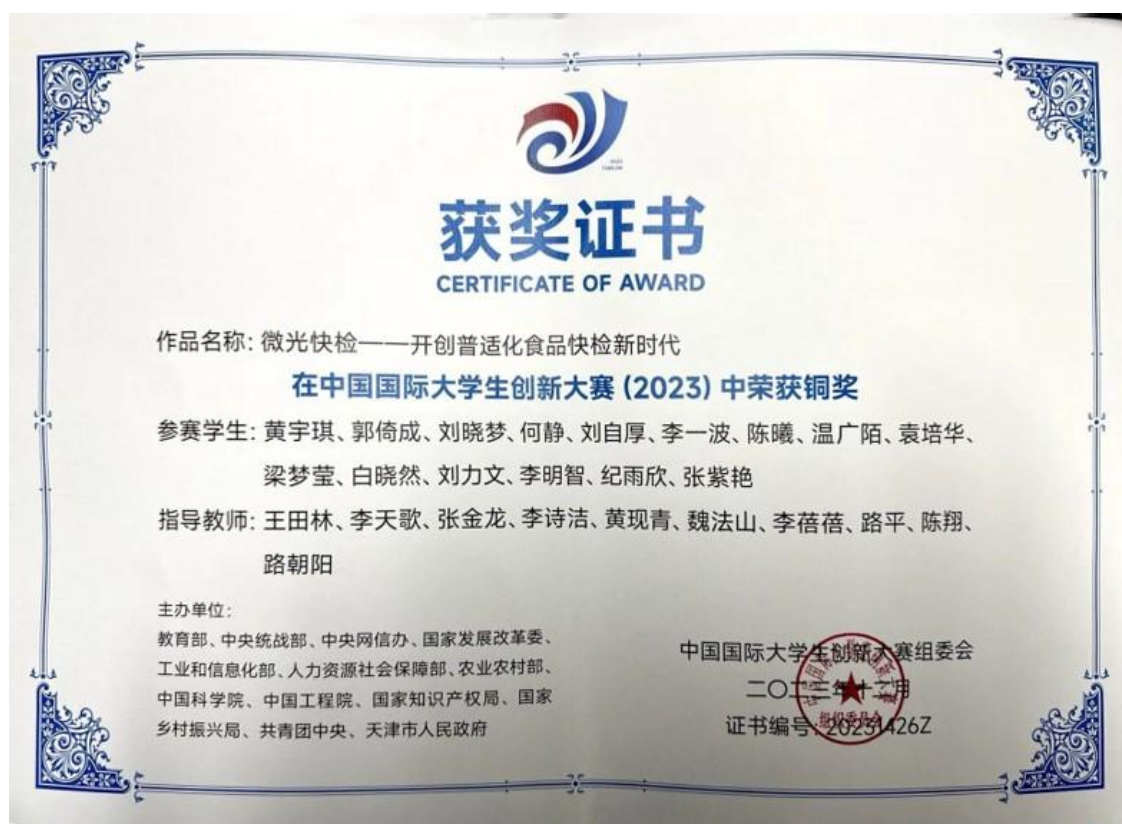 获奖证书
CERTIFICATE OF AWARD
作品名称: 微光快检——开创普适化食品快检新时代
在中国国际大学生创新大赛 (2023) 中荣获铜奖
参赛学生: 黄宇琪、郭倚成、刘晓梦、何静、刘自厚、李一波、陈曦、温广陌、袁培华、
梁梦莹、白晓然、刘力文、李明智、纪雨欣、张紫艳
指导教师: 王田林、李天歌、张金龙、李诗洁、黄现青、魏法山、李蓓蓓、路平、陈翔、
路朝阳
主办单位:
教育部、中央统战部、中央网信办、国家发展改革委、
工业和信息化部、人力资源社会保障部、农业农村部、
中国科学院、中国工程院、国家知识产权局、国家
乡村振兴局、共青团中央、天津市人民政府
中国国际大学生创新大赛组委会
证书编号: 20231426Z